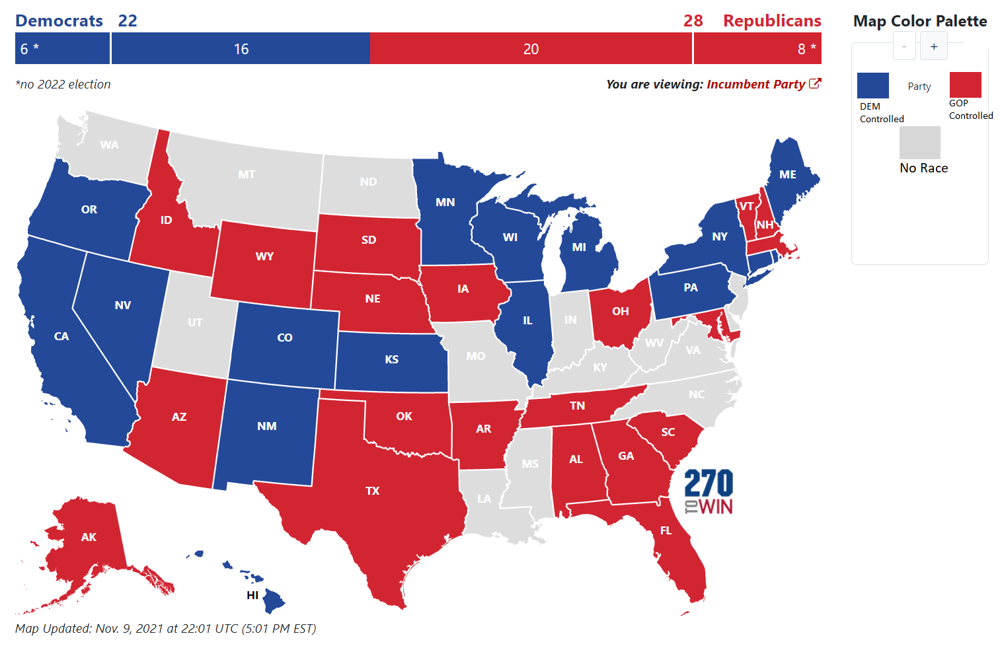 Democrats 22
28 Republicans
Map Color Palette
6 *
16
20
8 *
- +
*no 2022 election
You are viewing: Incumbent Party
Party
DEM
Controlled
GOP
Controlled
No Race
WA
MT
ND
MN
ME
OR
ID
SD
WI
MI
NY
VT
NH
WY
NV
UT
NE
IA
IL
IN
OH
PA
CA
CO
KS
MO
KY
WV
VA
NC
AZ
NM
OK
AR
TN
SC
TX
LA
MS
AL
GA
FL
270
TO
WIN
AK
HI
Map Updated: Nov. 9, 2021 at 22:01 UTC (5:01 PM EST)